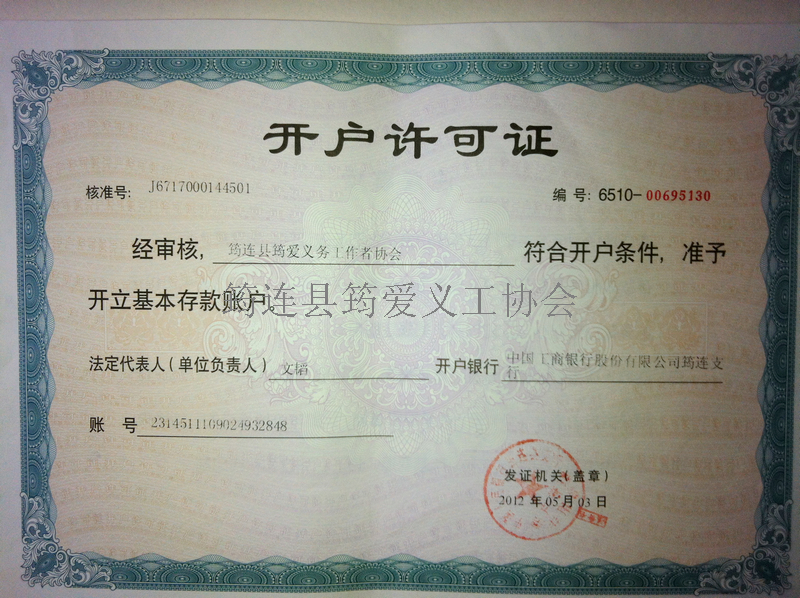 开户许可证
核准号: J6717000144501
编号: 6510-00695130
经审核, 筠连县筠爱义务工作者协会 符合开户条件, 准予
开立基本存款账户。
筠连县筠爱义工协会
法定代表人(单位负责人) 文韬 开户银行 中国工商银行股份有限公司筠连支
行
账 号 2314511109024932848
发证机关(盖章)
2012 年 05 月 03 日